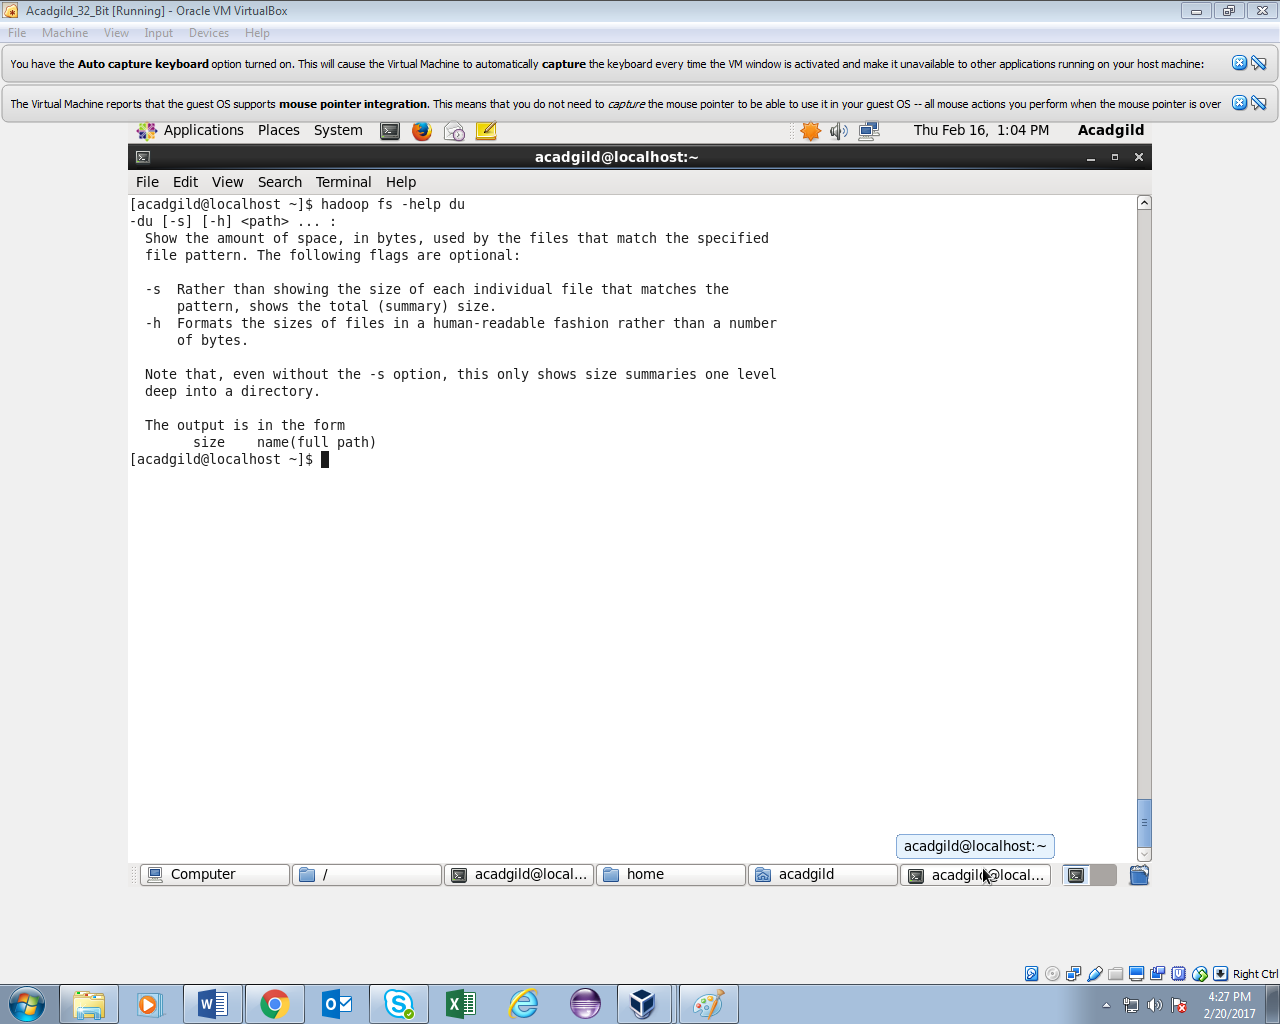 Acadgild_32_Bit [Running] - Oracle VM VirtualBox
File Machine View Input Devices Help
You have the Auto capture keyboard option turned on. This will cause the Virtual Machine to automatically capture the keyboard every time the VM window is activated and make it unavailable to other applications running on your host machine:
The Virtual Machine reports that the guest OS supports mouse pointer integration. This means that you do not need to capture the mouse pointer to be able to use it in your guest OS -- all mouse actions you perform when the mouse pointer is over
Applications Places System Thu Feb 16, 1:04 PM Acadgild
acadgild@localhost:~
File Edit View Search Terminal Help
[acadgild@localhost ~]$ hadoop fs -help du
-du [-s] [-h] <path> ... :
Show the amount of space, in bytes, used by the files that match the specified
file pattern. The following flags are optional:
-s Rather than showing the size of each individual file that matches the
pattern, shows the total (summary) size.
-h Formats the sizes of files in a human-readable fashion rather than a number
of bytes.
Note that, even without the -s option, this only shows size summaries one level
deep into a directory.
The output is in the form
size name(full path)
[acadgild@localhost ~]$
acadgild@localhost:~
Computer / acadgild@local... home acadgild acadgild@local...
Right Ctrl
4:27 PM
2/20/2017